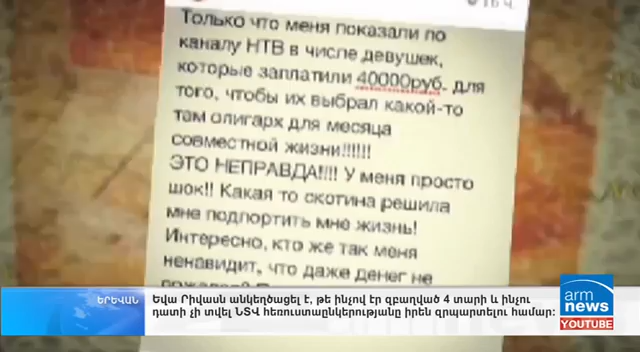 16 ч.
Только что меня показали по
каналу НТВ в числе девушек,
которые заплатили 40000руб. для
того, чтобы их выбрал какой-то
там олигарх для месяца
совместной жизни!!!!!!
ЭТО НЕПРАВДА!!!! У меня просто
шок!! Какая то скотина решила
мне подпортить мне жизнь!
Интересно, кто же так меня
ненавидит, что даже денег не
ԵՐԵՎԱՆ
Եվա Րիվասն անկեղծացել է, թե ինչով էր զբաղված 4 տարի և ինչու
դատի չի տվել ՆՏՎ հեռուստաընկերությանը իրեն զրպարտելու համար:
arm
news
YOUTUBE